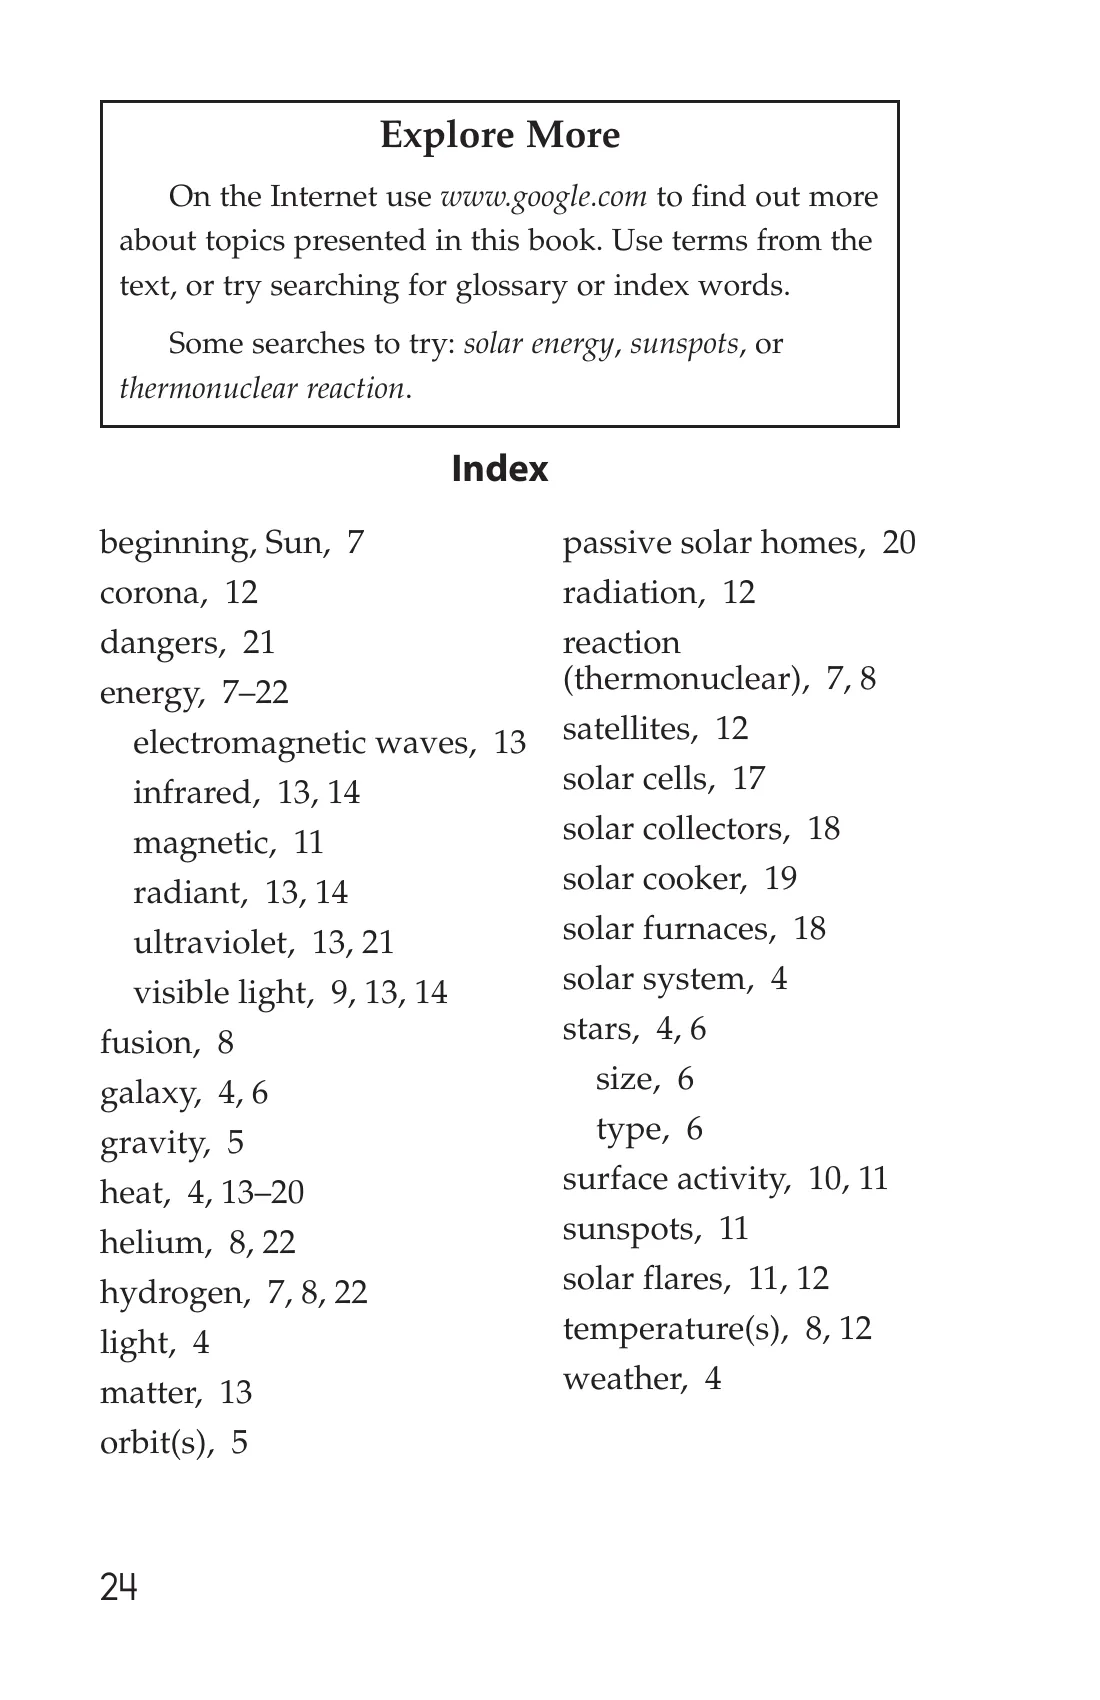 Explore More
On the Internet use www.google.com to find out more
about topics presented in this book. Use terms from the
text, or try searching for glossary or index words.
Some searches to try: solar energy, sunspots, or
thermonuclear reaction.
Index
beginning, Sun, 7
corona, 12
dangers, 21
energy, 7–22
electromagnetic waves, 13
infrared, 13, 14
magnetic, 11
radiant, 13, 14
ultraviolet, 13, 21
visible light, 9, 13, 14
fusion, 8
galaxy, 4, 6
gravity, 5
heat, 4, 13–20
helium, 8, 22
hydrogen, 7, 8, 22
light, 4
matter, 13
orbit(s), 5
passive solar homes, 20
radiation, 12
reaction
(thermonuclear), 7, 8
satellites, 12
solar cells, 17
solar collectors, 18
solar cooker, 19
solar furnaces, 18
solar system, 4
stars, 4, 6
size, 6
type, 6
surface activity, 10, 11
sunspots, 11
solar flares, 11, 12
temperature(s), 8, 12
weather, 4
24